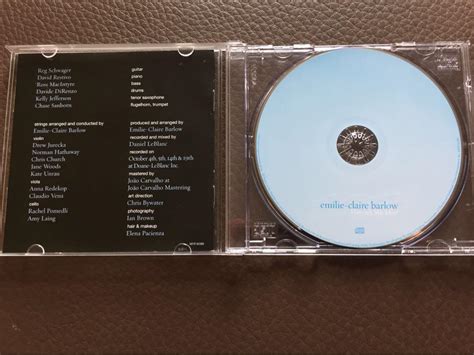 Reg Schwager guitar
David Restivo piano
Ross MacIntyre bass
Davide DiRenzo drums
Kelly Jefferson tenor saxophone
Chase Sanborn flugelhorn, trumpet
strings arranged and conducted by
Emilie-Claire Barlow
violin
Drew Jurecka
Norman Hathaway
Chris Church
Jane Woods
Kate Unrau
viola
Anna Redekop
Claudio Vena
cello
Rachel Pomedli
Amy Laing
produced and arranged by
Emilie-Claire Barlow
recorded and mixed by
Daniel LeBlanc
recorded on
October 4th, 5th, 14th & 19th
at Doane-LeBlanc Inc.
mastered by
João Carvalho at
João Carvalho Mastering
art direction
Chris Bywater
photography
Ian Brown
hair & makeup
Elena Pacienza
emilie-claire barlow